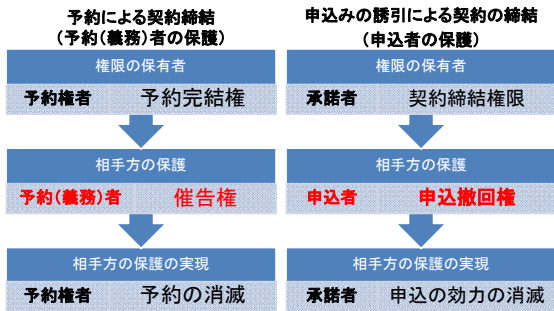 予約による契約締結
(予約(義務)者の保護)
権限の保有者
予約権者 予約完結権
相手方の保護
予約(義務)者 催告権
相手方の保護の実現
予約権者 予約の消滅
申込みの誘引による契約の締結
(申込者の保護)
権限の保有者
承諾者 契約締結権限
相手方の保護
申込者 申込撤回権
相手方の保護の実現
承諾者 申込の効力の消滅